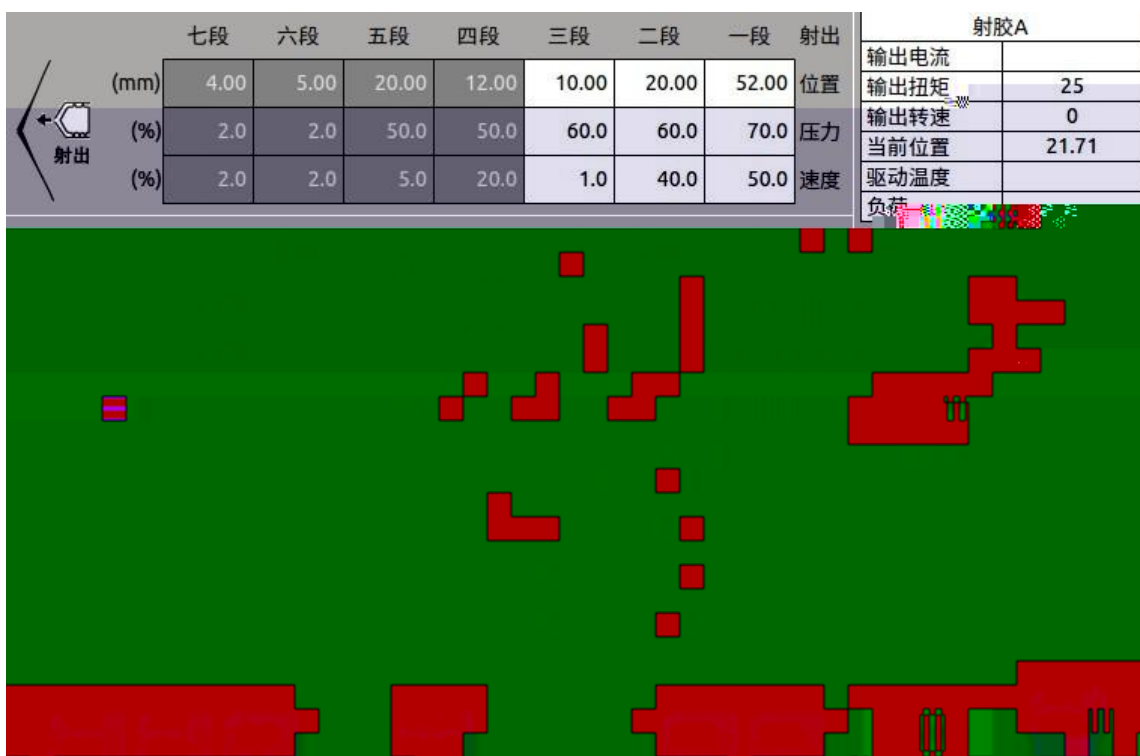 七段 六段 五段 四段 三段 二段 一段 射出
(mm) 4.00 5.00 20.00 12.00 10.00 20.00 52.00 位置
(%) 2.0 2.0 50.0 50.0 60.0 60.0 70.0 压力
(%) 2.0 2.0 5.0 20.0 1.0 40.0 50.0 速度
射出
射胶A
输出电流
输出扭矩 25
输出转速 0
当前位置 21.71
驱动温度
负荷